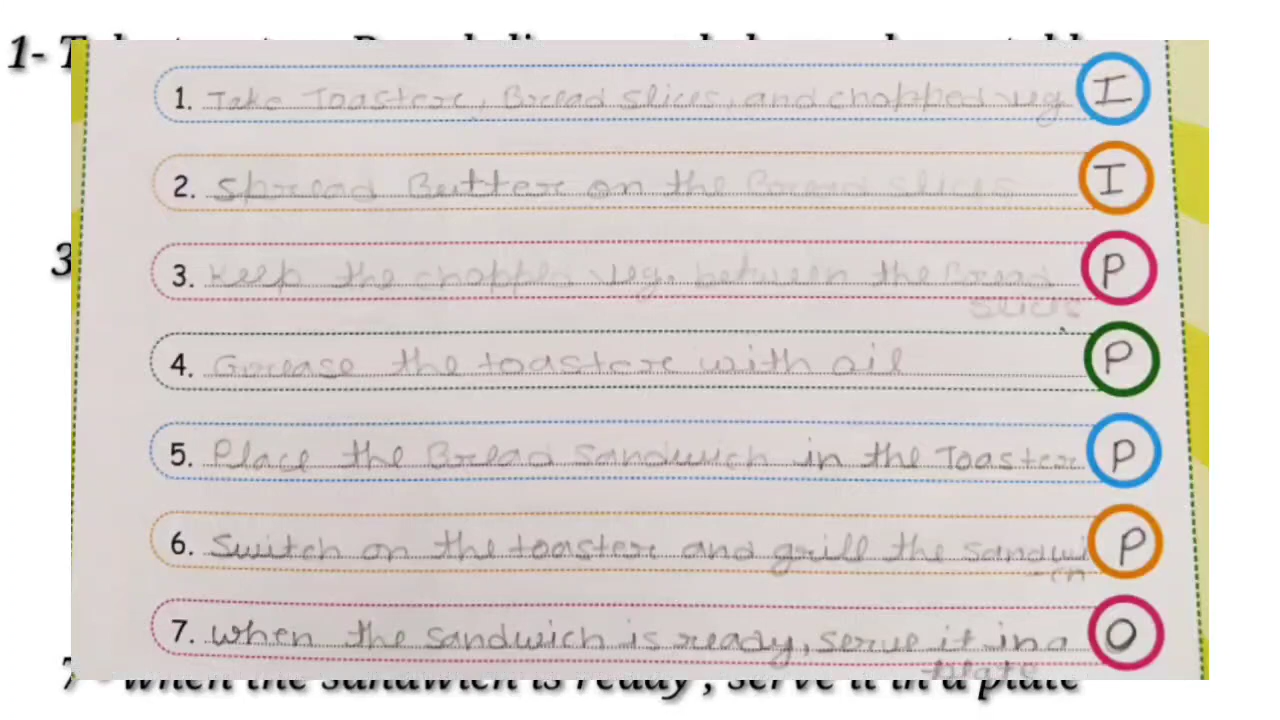 1-
1. Take Toaster, Bread slices, and chopped veg I
2. Spread Butter on the Bread slices I
3
3. Keep the chopped veg. between the Bread P
slices
4. Grease the toaster with oil P
5. Place the Bread Sandwich in the Toaster P
6. Switch on the toaster and grill the sandwi P
-ch
7. When the sandwich is ready, serve it in a O
plate
7 - when the sandwich is ready, serve it in a plate